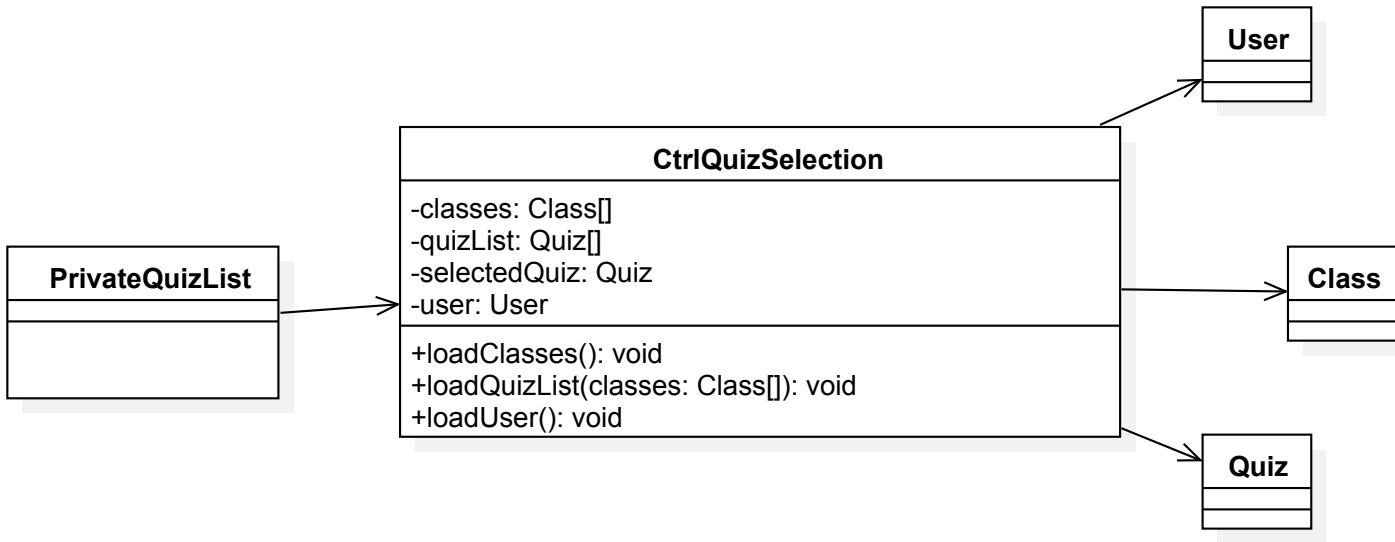 User
CtrlQuizSelection
-classes: Class[]
-quizList: Quiz[]
-selectedQuiz: Quiz
-user: User
+loadClasses(): void
+loadQuizList(classes: Class[]): void
+loadUser(): void
PrivateQuizList
Class
Quiz